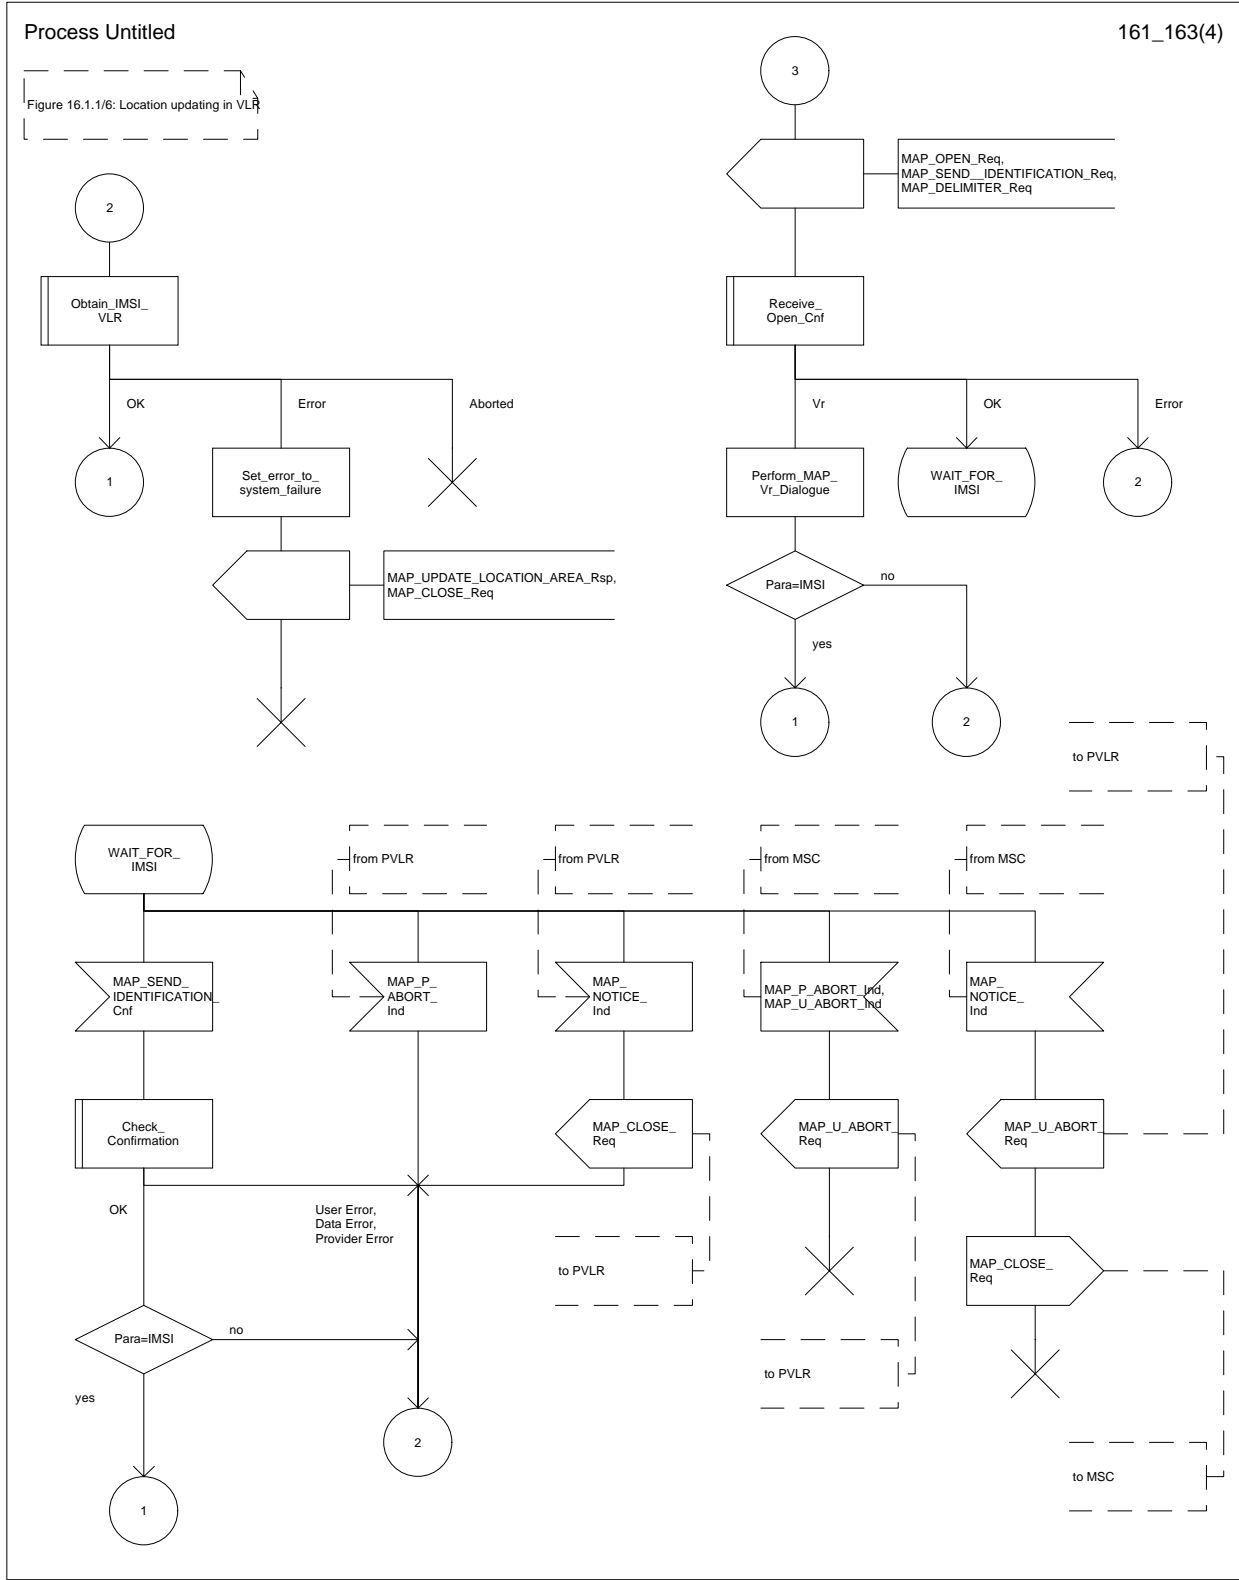 Process Untitled
161_163(4)
Figure 16.1.1/6: Location updating in VLR
3
MAP_OPEN_Req,
MAP_SEND__IDENTIFICATION_Req,
MAP_DELIMITER_Req
2
Obtain_IMSI_
VLR
Receive_
Open_Cnf
OK
Error
Aborted
Vr
OK
Error
1
Set_error_to_
system_failure
Perform_MAP_
Vr_Dialogue
WAIT_FOR_
IMSI
2
MAP_UPDATE_LOCATION_AREA_Rsp,
MAP_CLOSE_Req
Para=IMSI
no
yes
1
2
to PVLR
WAIT_FOR_
IMSI
from PVLR
from PVLR
from MSC
from MSC
MAP_SEND_
IDENTIFICATION_
Cnf
MAP_P_
ABORT_
Ind
MAP_
NOTICE_
Ind
MAP_P_ABORT_Ind,
MAP_U_ABORT_Ind
MAP_
NOTICE_
Ind
Check_
Confirmation
MAP_CLOSE_
Req
MAP_U_ABORT_
Req
MAP_U_ABORT_
Req
OK
User Error,
Data Error,
Provider Error
to PVLR
MAP_CLOSE_
Req
Para=IMSI
no
to PVLR
yes
2
to MSC
1